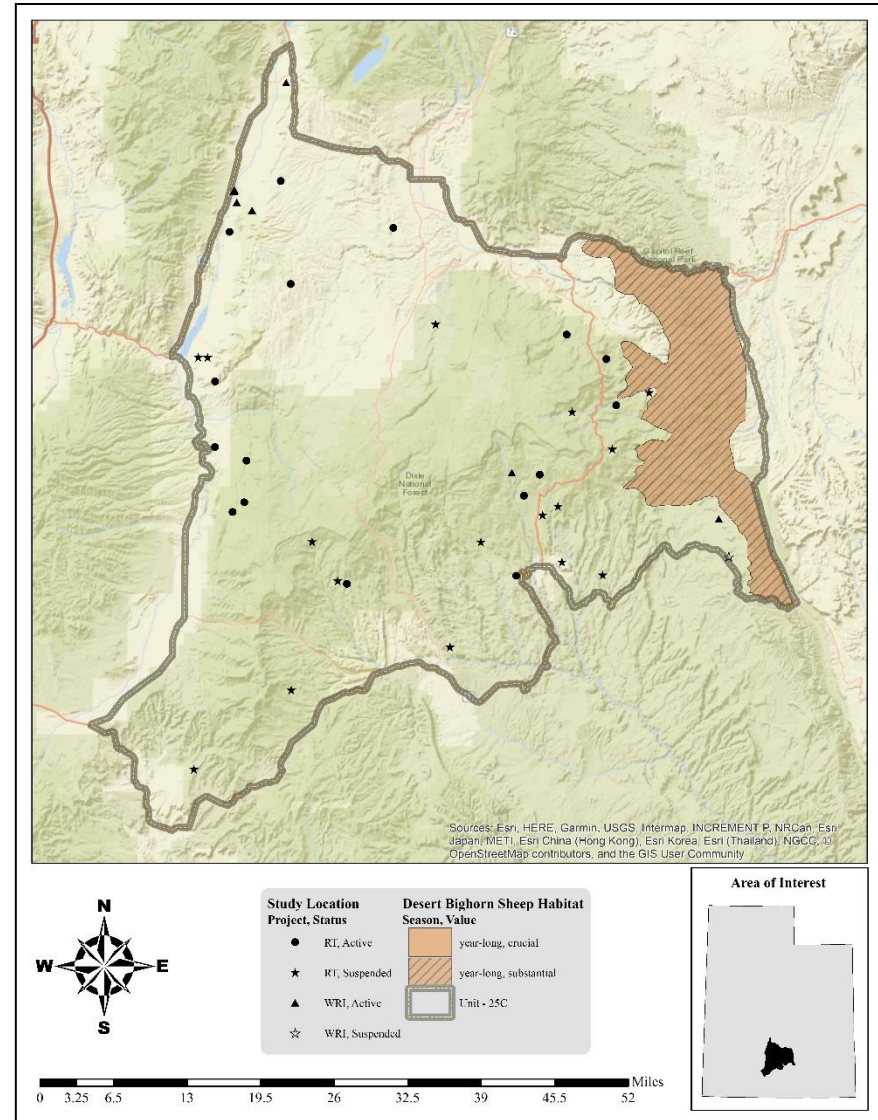 72
Capitol Reef
National Park
Dixie
National
Forest
Sources: Esri, HERE, Garmin, USGS, Intermap, INCREMENT P, NRCan, Esri
Japan, METI, Esri China (Hong Kong), Esri Korea, Esri (Thailand), NGCC, ©
OpenStreetMap contributors, and the GIS User Community
N
W E
S
Study Location
Project, Status
RT, Active
RT, Suspended
WRI, Active
WRI, Suspended
Desert Bighorn Sheep Habitat
Season, Value
year-long, crucial
year-long, substantial
Unit - 25C
Area of Interest
Miles
0 3.25 6.5 13 19.5 26 32.5 39 45.5 52